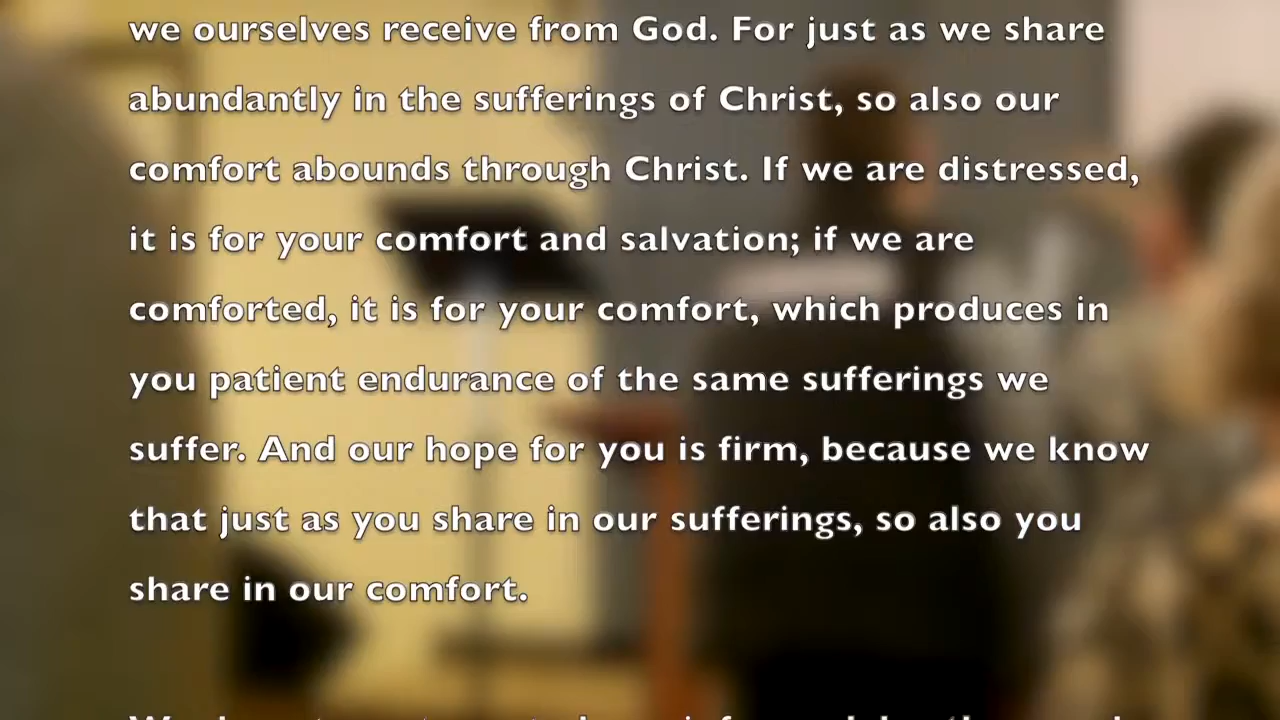 we ourselves receive from God. For just as we share
abundantly in the sufferings of Christ, so also our
comfort abounds through Christ. If we are distressed,
it is for your comfort and salvation; if we are
comforted, it is for your comfort, which produces in
you patient endurance of the same sufferings we
suffer. And our hope for you is firm, because we know
that just as you share in our sufferings, so also you
share in our comfort.